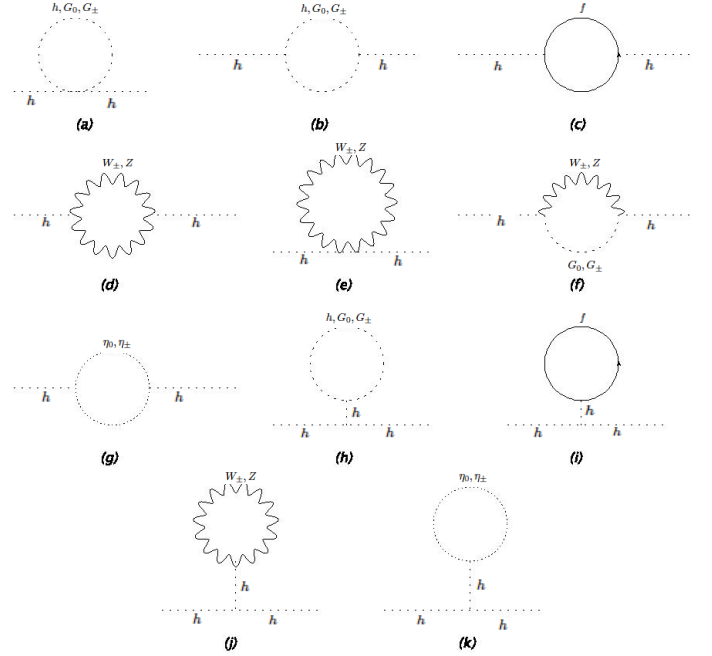 h, G₀, G±
h
h
(a)
h, G₀, G±
h
h
(b)
f
h
h
(c)
W±, Z
h
h
(d)
W±, Z
h
h
(e)
W±, Z
h
h
G₀, G±
(f)
η₀, η±
h
h
(g)
h, G₀, G±
h
h
h
(h)
f
h
h
h
(i)
W±, Z
h
h
h
(j)
η₀, η±
h
h
h
(k)